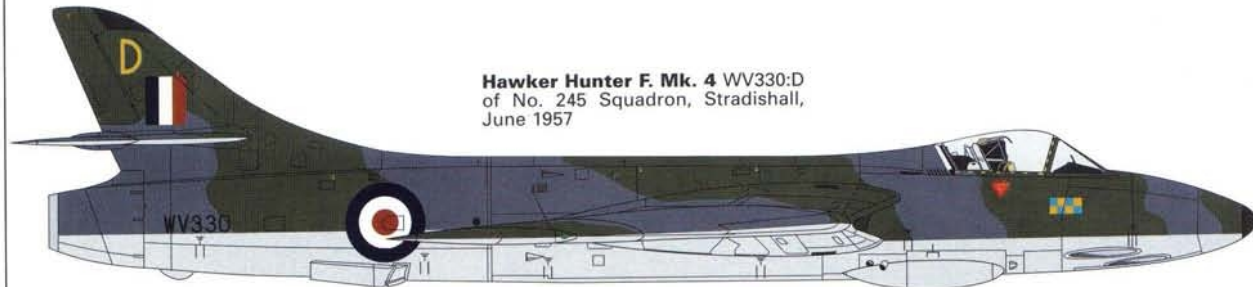 D
Hawker Hunter F. Mk. 4 WV330:D
of No. 245 Squadron, Stradishall,
June 1957
WV330